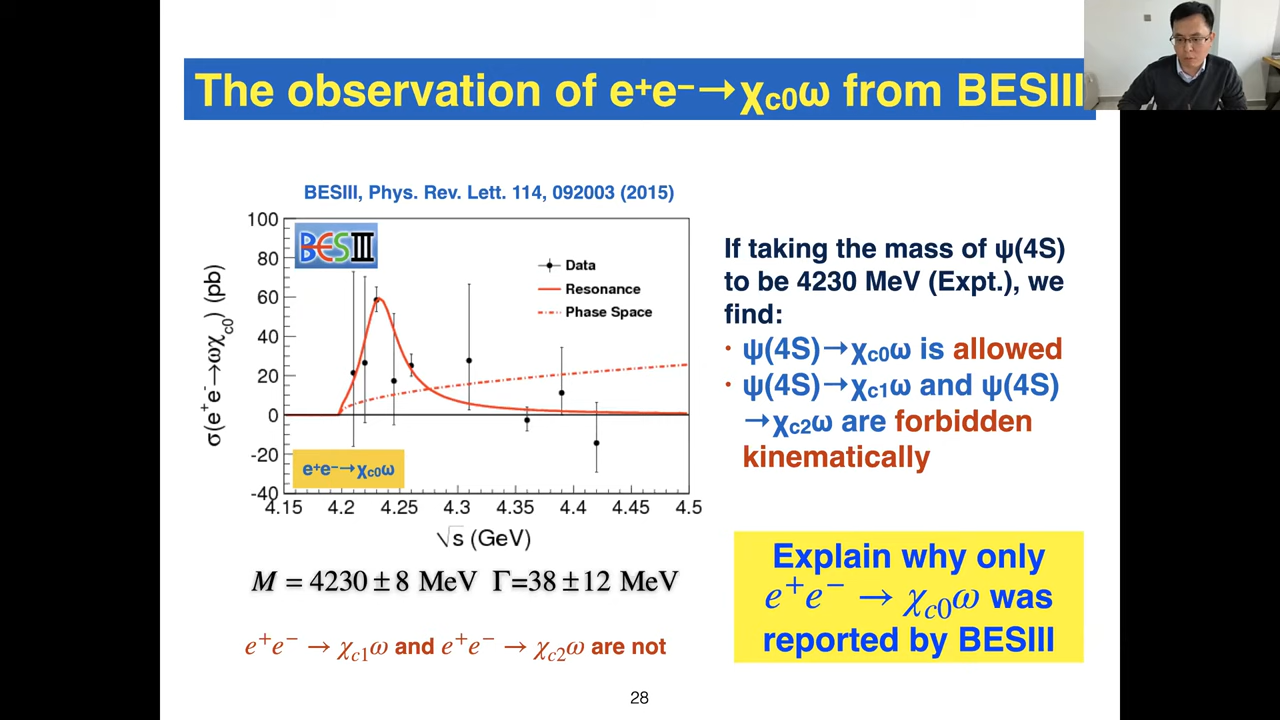 The observation of e⁺e⁻→χc0ω from BESIII
BESIII, Phys. Rev. Lett. 114, 092003 (2015)
100
80
60
40
20
0
-20
-40
σ(e⁺e⁻→ωχc0) (pb)
BESIII
Data
Resonance
Phase Space
e⁺e⁻→χc0ω
4.15 4.2 4.25 4.3 4.35 4.4 4.45 4.5
√s (GeV)
M = 4230 ± 8 MeV Γ=38 ± 12 MeV
e⁺e⁻ → χc1ω and e⁺e⁻ → χc2ω are not
If taking the mass of ψ(4S)
to be 4230 MeV (Expt.), we
find:
• ψ(4S)→χc0ω is allowed
• ψ(4S)→χc1ω and ψ(4S)
→χc2ω are forbidden
kinematically
Explain why only
e⁺e⁻ → χc0ω was
reported by BESIII
28